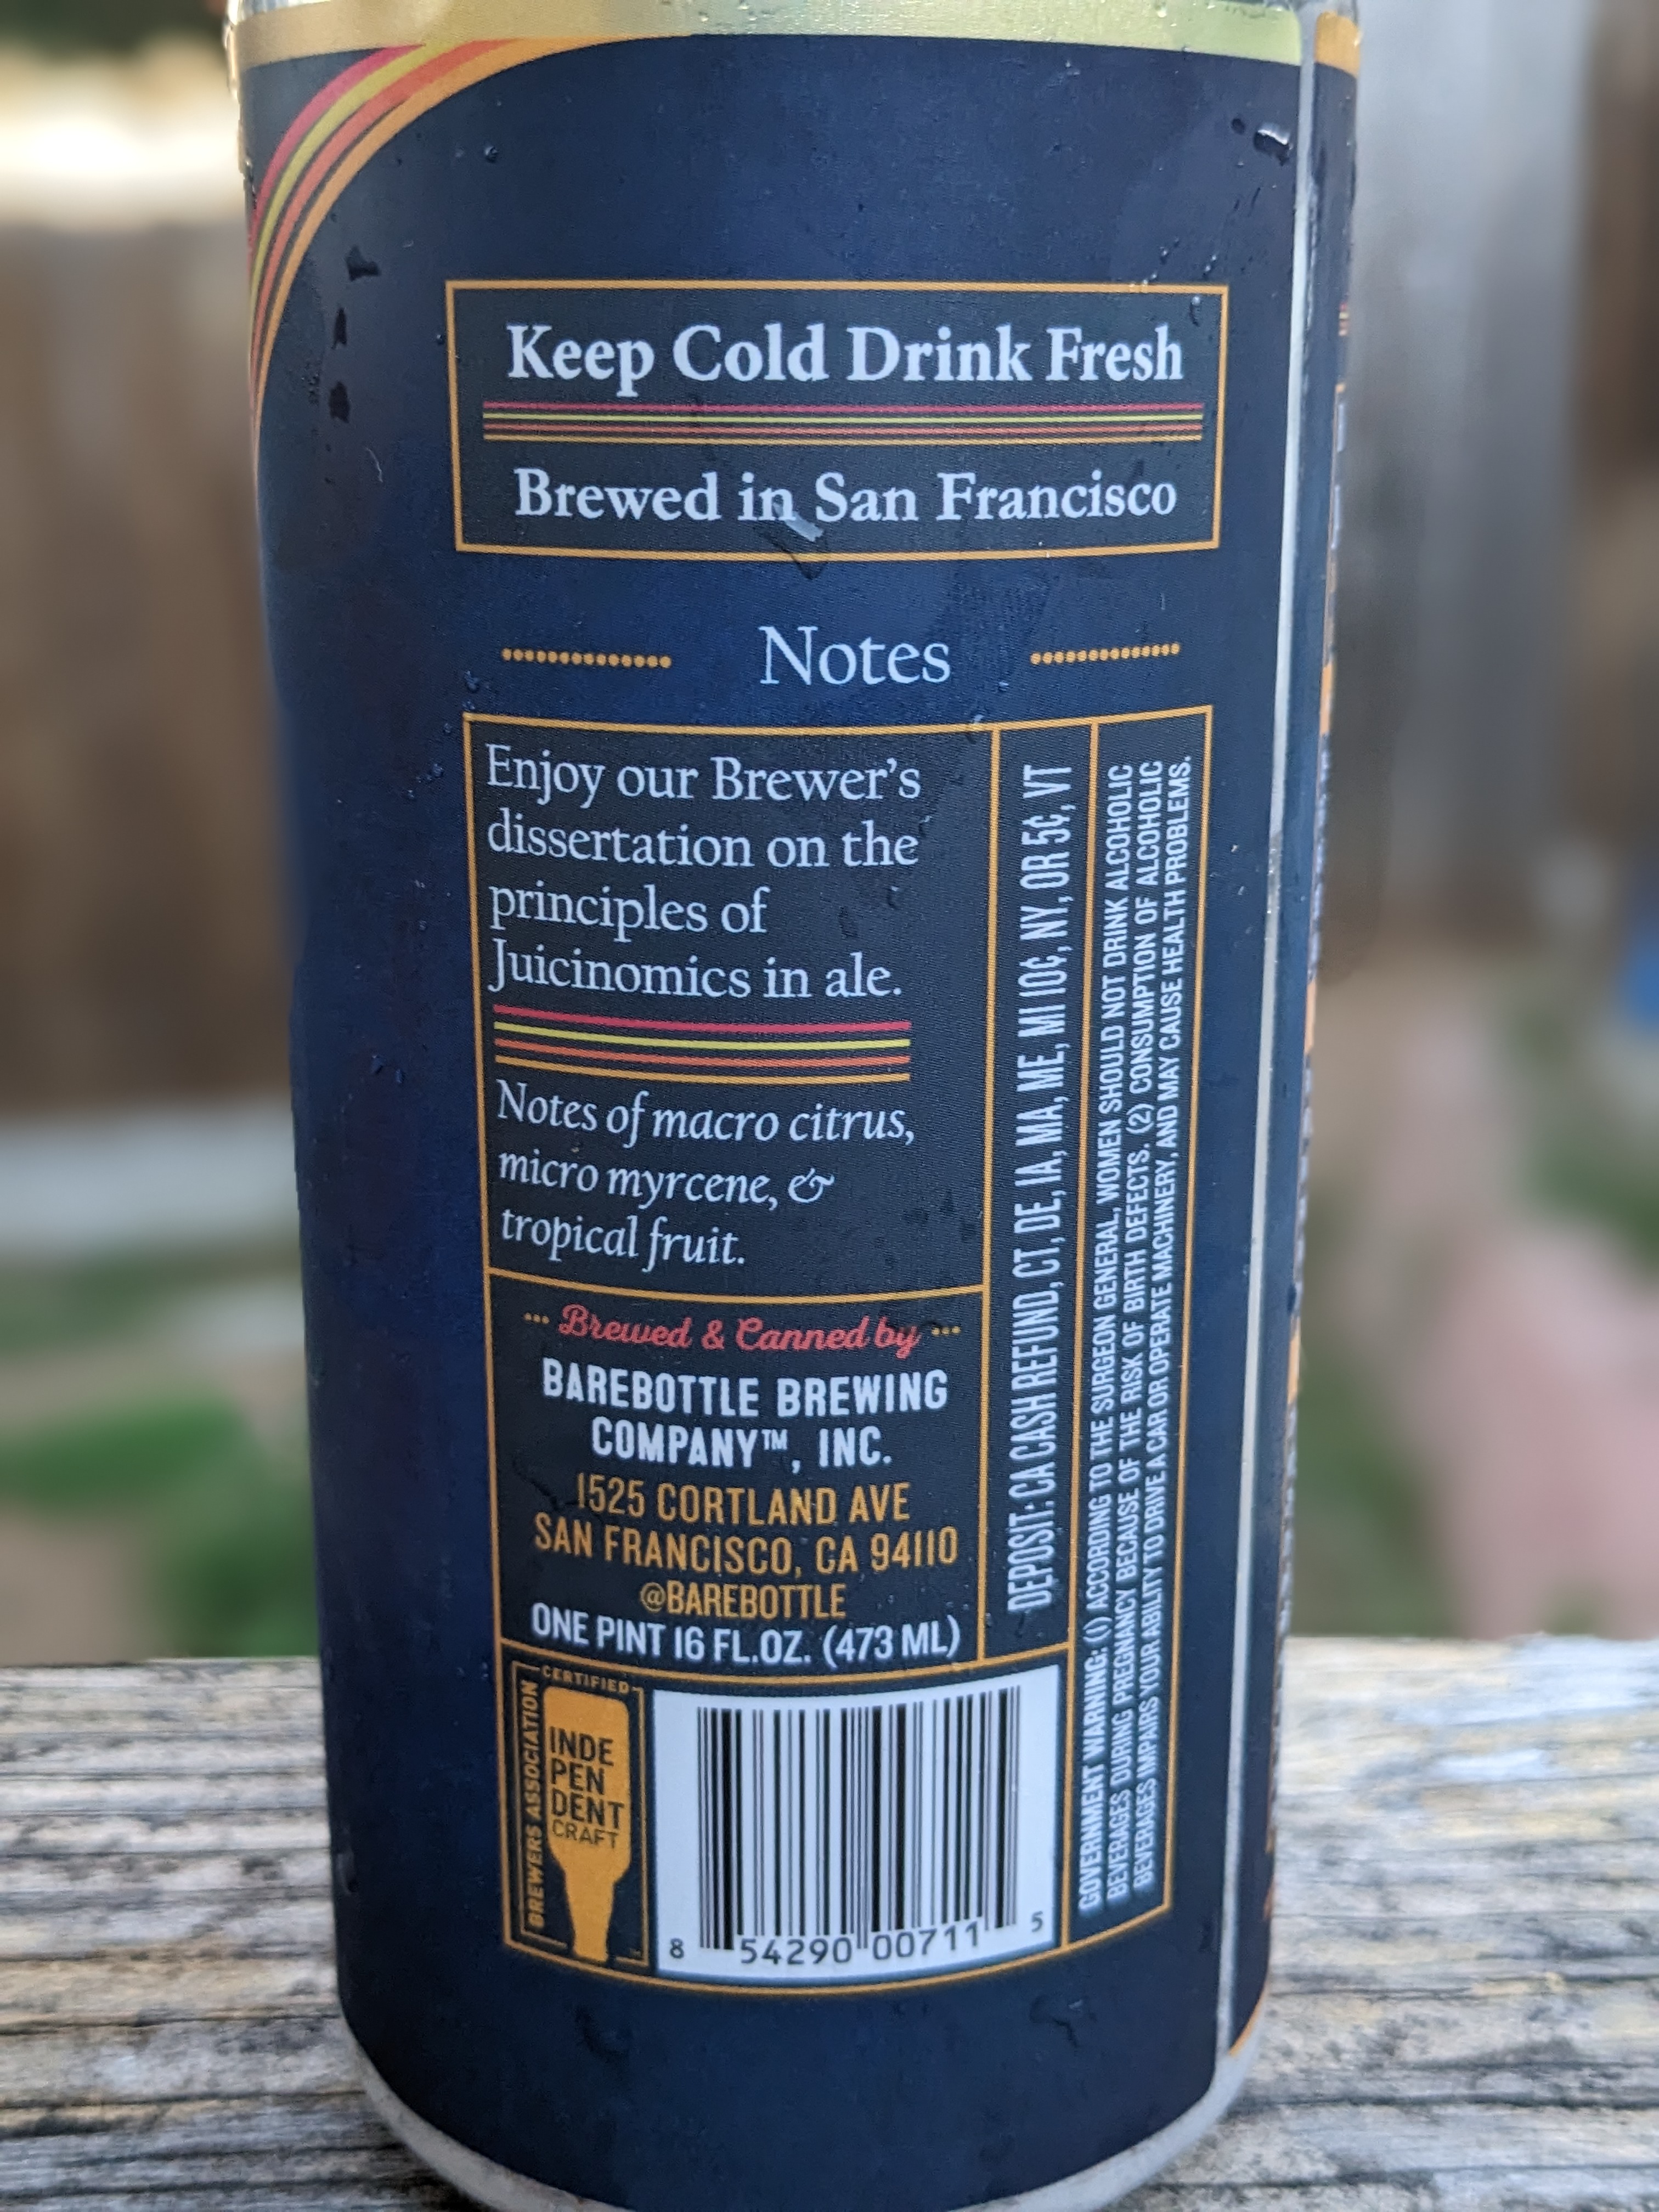 Keep Cold Drink Fresh
Brewed in San Francisco
Notes
Enjoy our Brewer's
dissertation on the
principles of
Juicinomics in ale.
Notes of macro citrus,
micro myrcene, &
tropical fruit.
Brewed & Canned by
BAREBOTTLE BREWING
COMPANY™, INC.
1525 CORTLAND AVE
SAN FRANCISCO, CA 94110
@BAREBOTTLE
ONE PINT 16 FL.OZ. (473 ML)
DEPOSIT: CA CASH REFUND, CT, DE, IA, MA, ME, MI 10¢, NY, OR 5¢, VT
GOVERNMENT WARNING: (1) ACCORDING TO THE SURGEON GENERAL, WOMEN SHOULD NOT DRINK ALCOHOLIC
BEVERAGES DURING PREGNANCY BECAUSE OF THE RISK OF BIRTH DEFECTS. (2) CONSUMPTION OF ALCOHOLIC
BEVERAGES IMPAIRS YOUR ABILITY TO DRIVE A CAR OR OPERATE MACHINERY, AND MAY CAUSE HEALTH PROBLEMS.
CERTIFIED
BREWERS ASSOCIATION
INDE
PEN
DENT
CRAFT
8 54290 00711 5